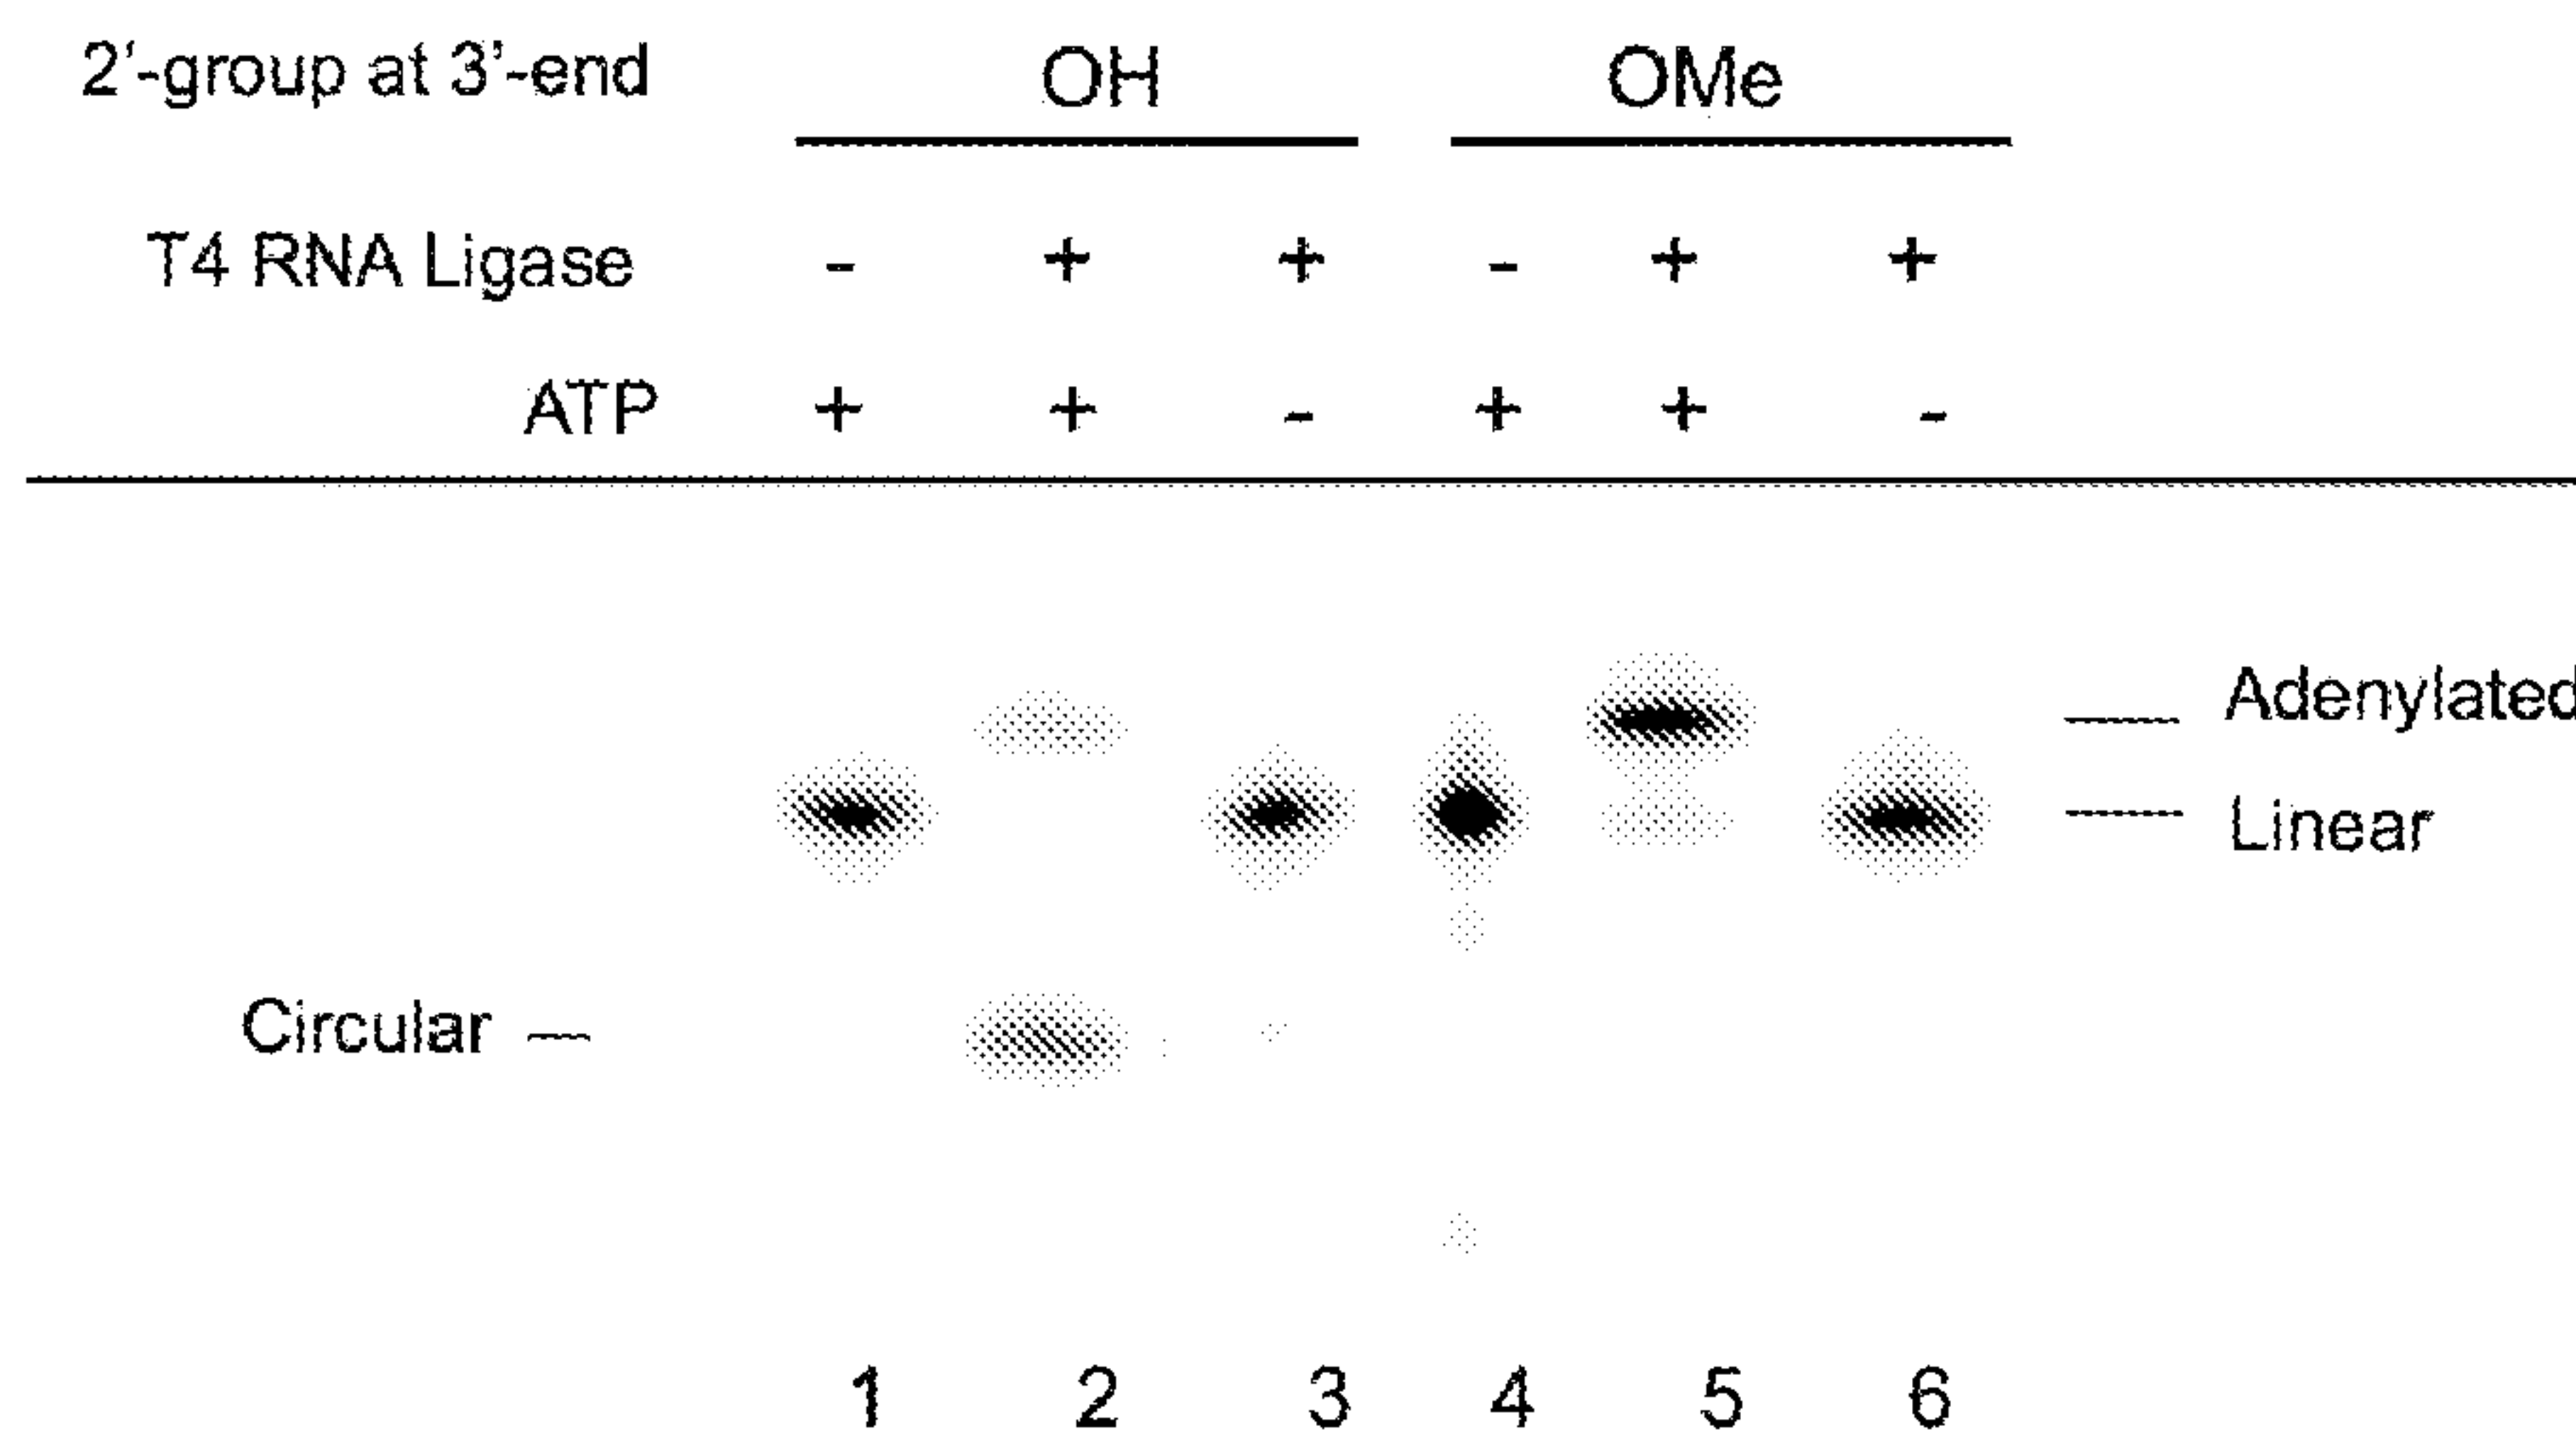 2'-group at 3'-end OH OMe
T4 RNA Ligase - + + - + +
ATP + + - + + -
Adenylated
Linear
Circular
1 2 3 4 5 6